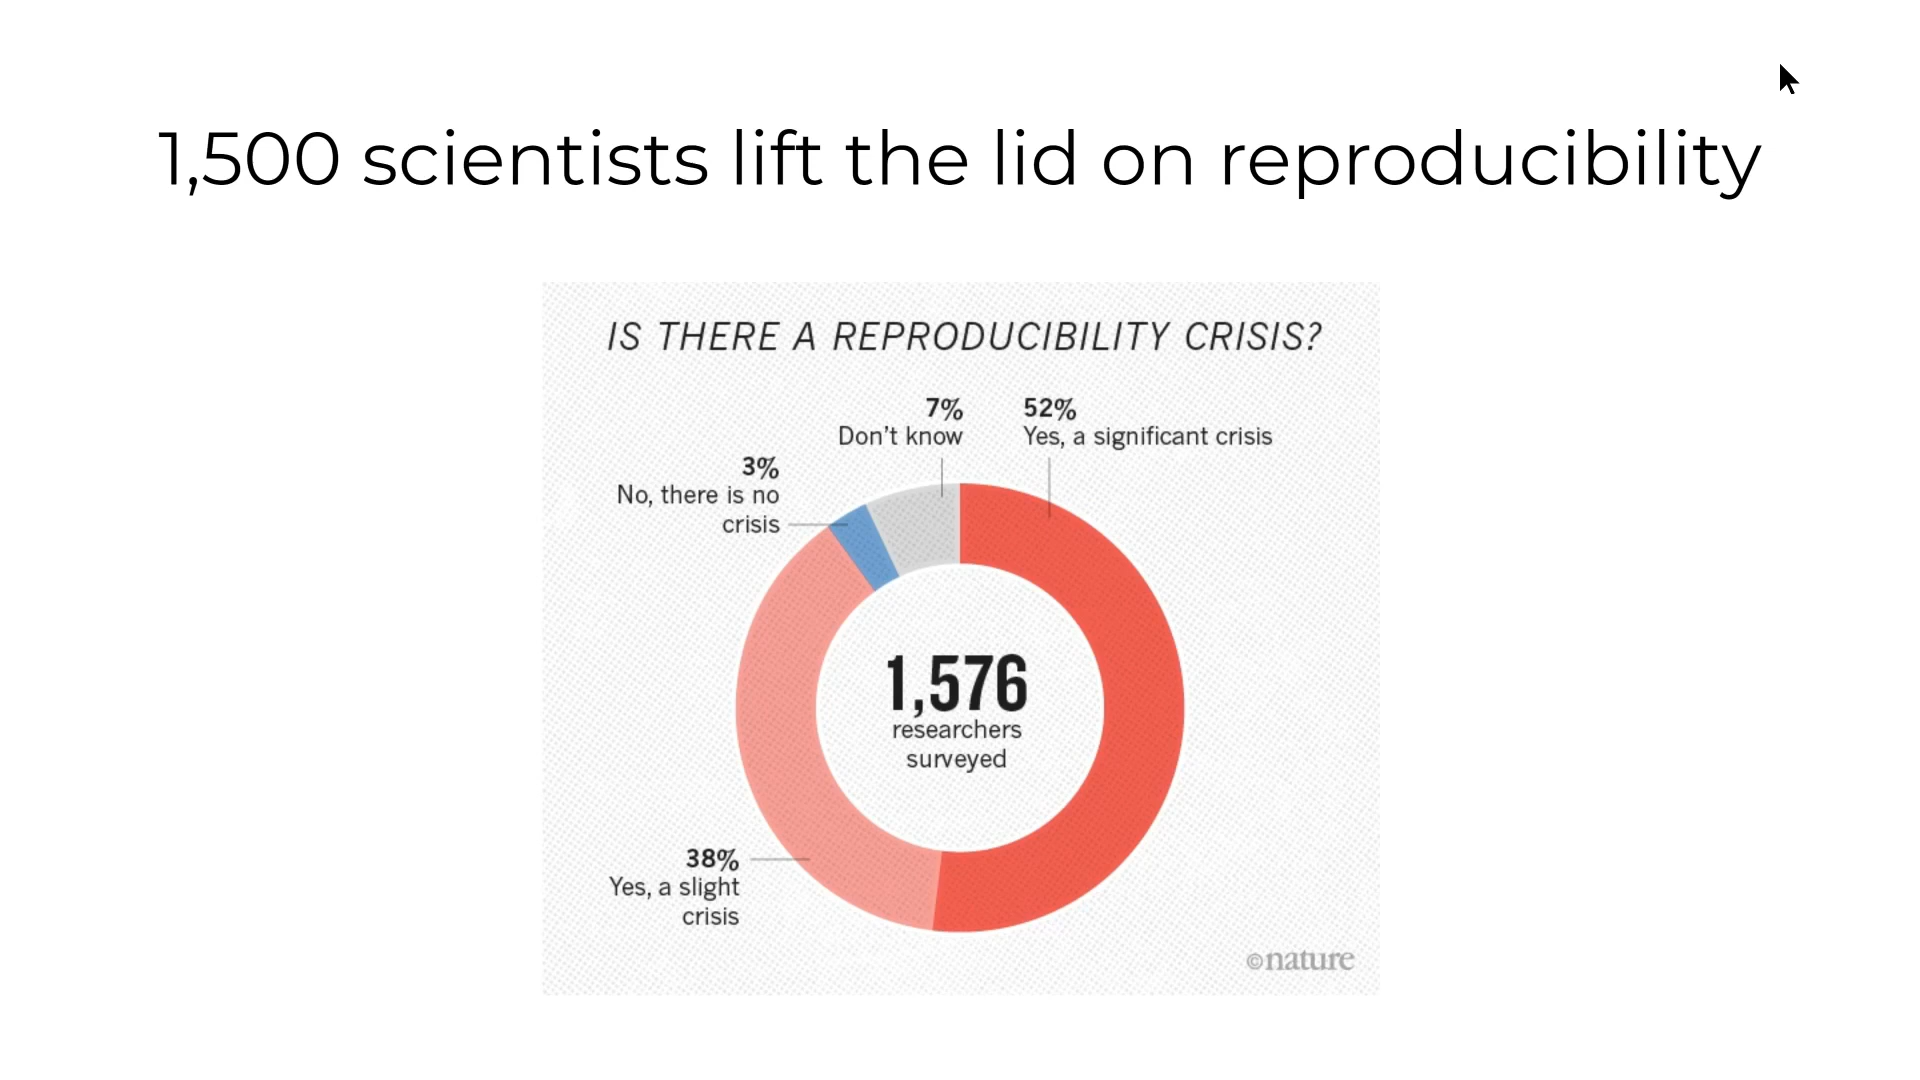 1,500 scientists lift the lid on reproducibility
IS THERE A REPRODUCIBILITY CRISIS?
7%
Don't know
52%
Yes, a significant crisis
3%
No, there is no
crisis
1,576
researchers
surveyed
38%
Yes, a slight
crisis
©nature